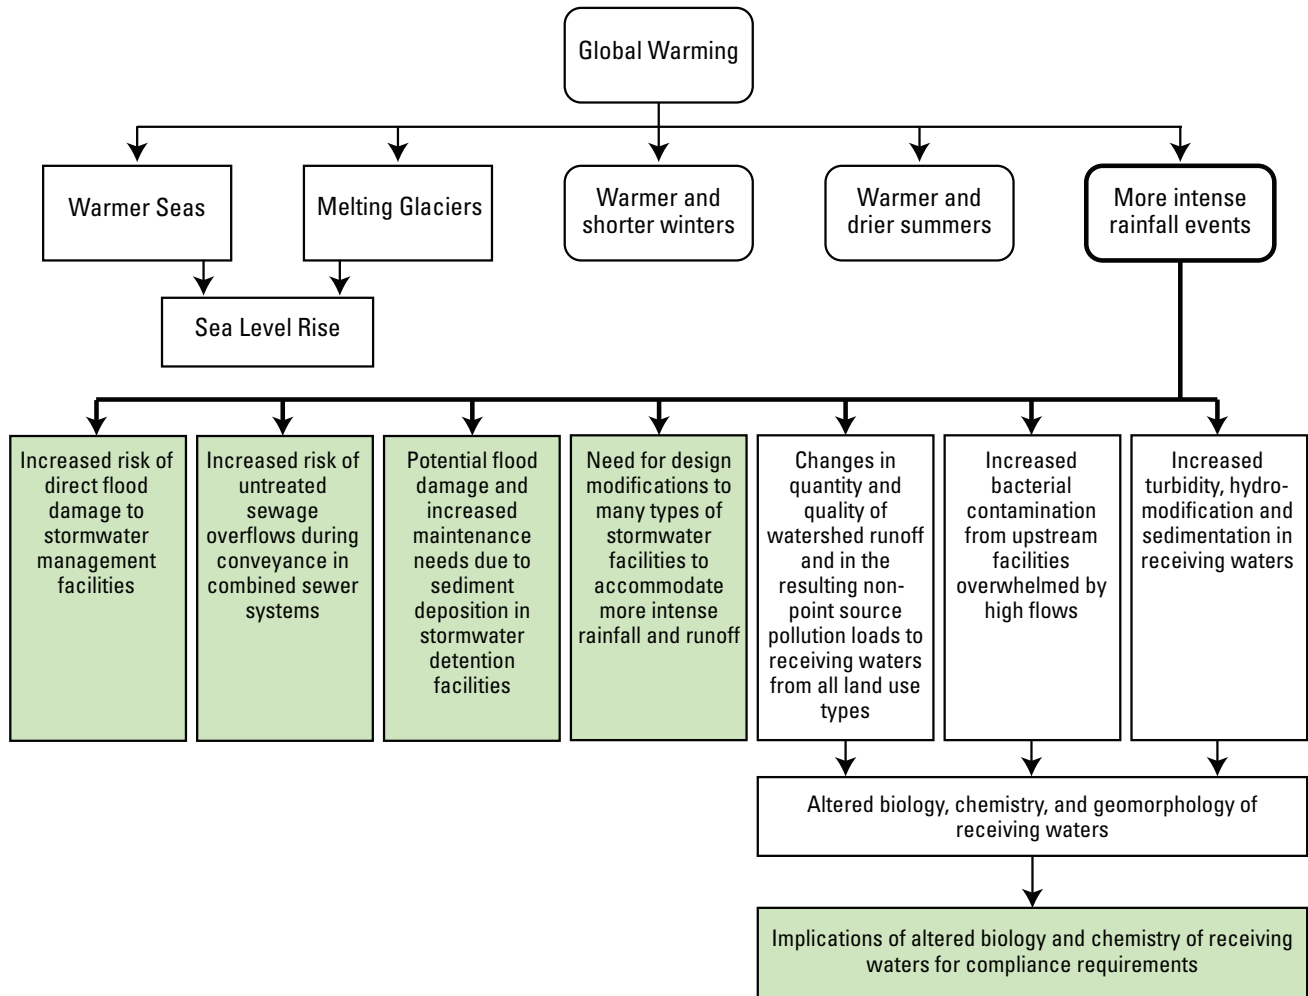 Global Warming
Warmer Seas
Melting Glaciers
Warmer and
shorter winters
Warmer and
drier summers
More intense
rainfall events
Sea Level Rise
Increased risk of
direct flood
damage to
stormwater
management
facilities
Increased risk of
untreated
sewage
overflows during
conveyance in
combined sewer
systems
Potential flood
damage and
increased
maintenance
needs due to
sediment
deposition in
stormwater
detention
facilities
Need for design
modifications to
many types of
stormwater
facilities to
accommodate
more intense
rainfall and runoff
Changes in
quantity and
quality of
watershed runoff
and in the
resulting non-
point source
pollution loads to
receiving waters
from all land use
types
Increased
bacterial
contamination
from upstream
facilities
overwhelmed by
high flows
Increased
turbidity, hydro-
modification and
sedimentation in
receiving waters
Altered biology, chemistry, and geomorphology of
receiving waters
Implications of altered biology and chemistry of receiving
waters for compliance requirements